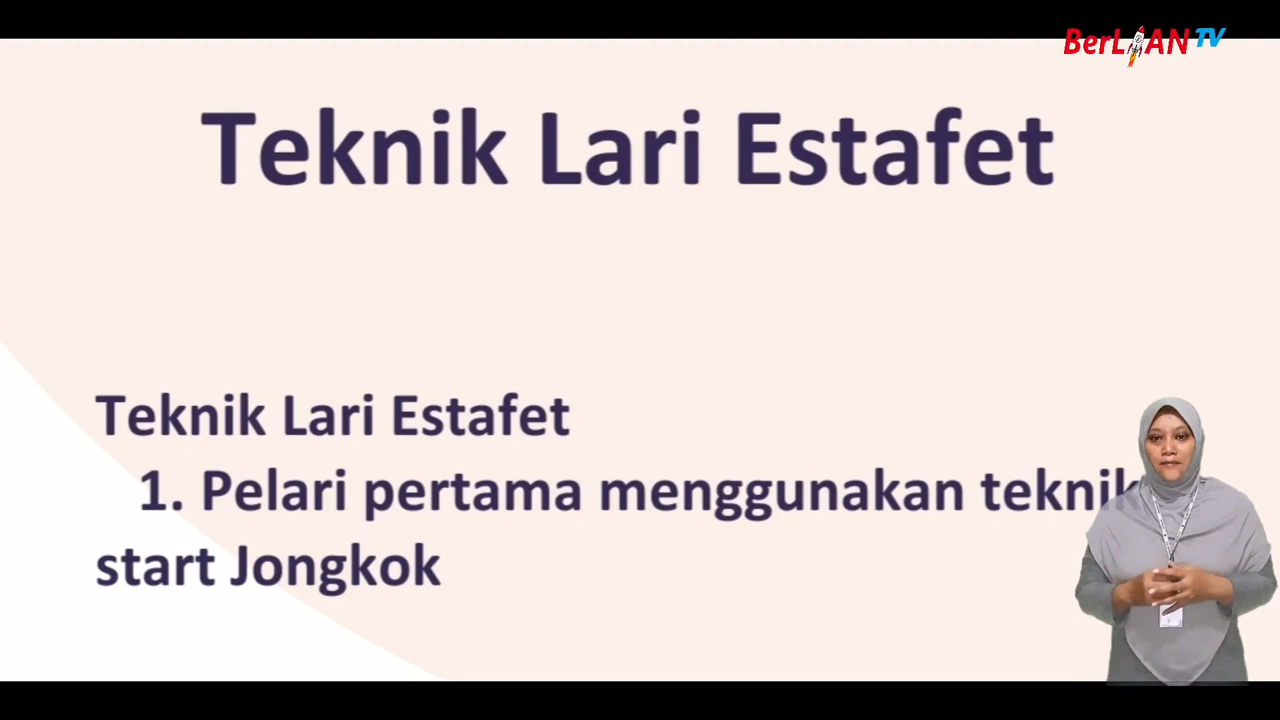 BerLIAN TV
Teknik Lari Estafet
Teknik Lari Estafet
1. Pelari pertama menggunakan teknik
start Jongkok